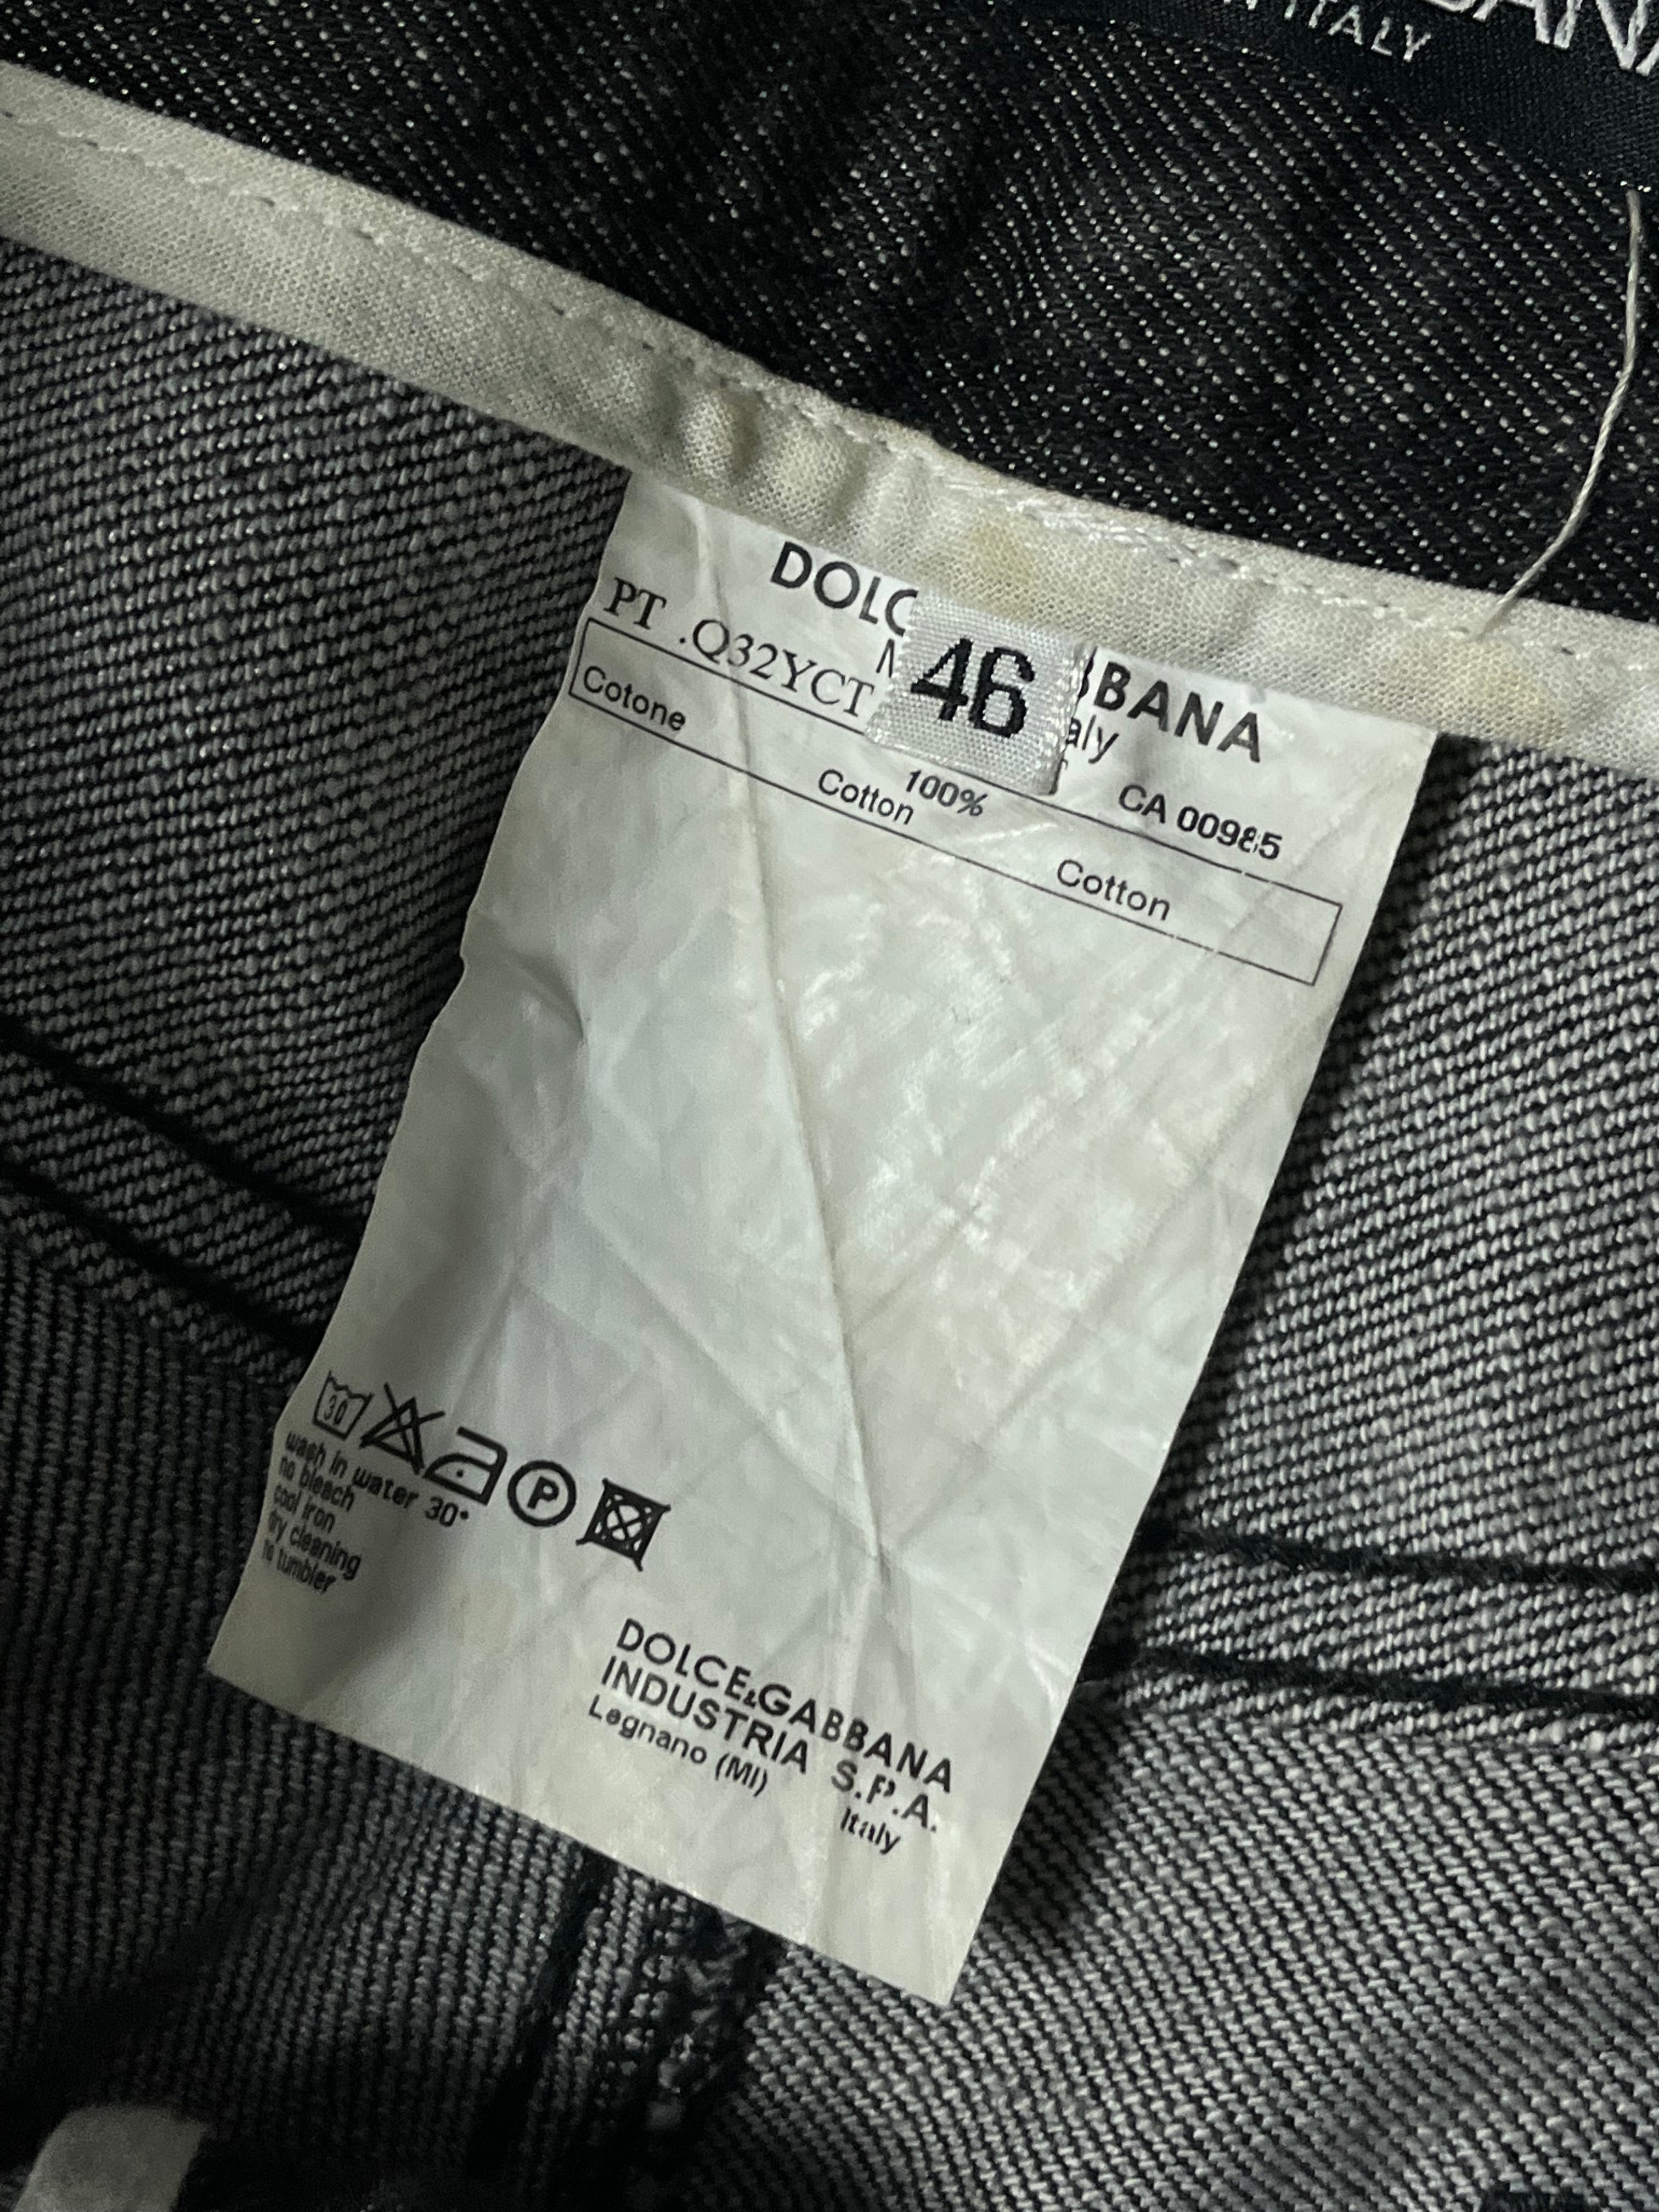 ITALY
DOLC BBANA
46
aly
PT .Q32YCT
CA 00985
100%
Cotone Cotton Cotton
30
P
wash in water 30°
no bleach
cool iron
dry cleaning
no tumbler
DOLCE&GABBANA
INDUSTRIA S.P.A.
Legnano (MI) Italy